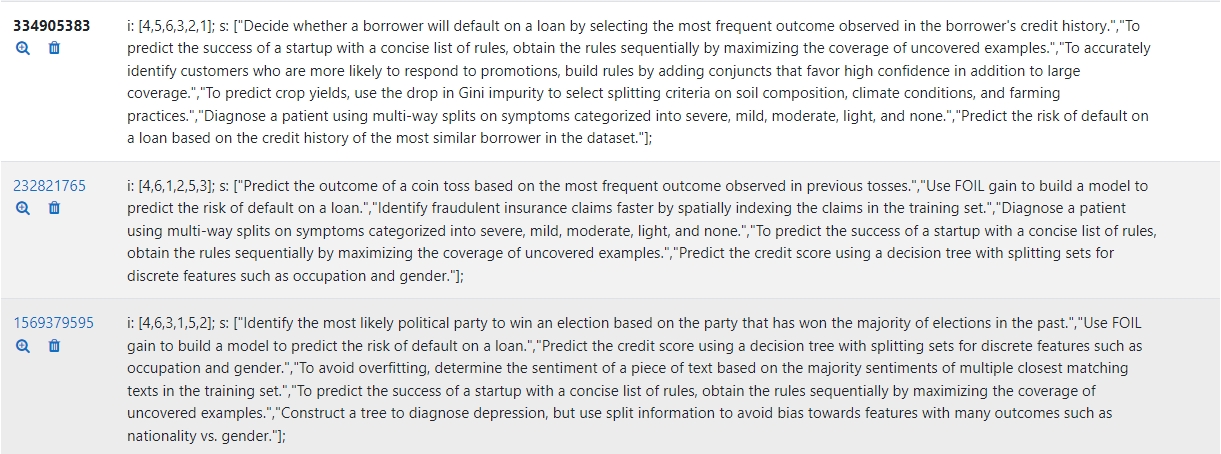 334905383
i: [4,5,6,3,2,1]; s: ["Decide whether a borrower will default on a loan by selecting the most frequent outcome observed in the borrower's credit history.","To
predict the success of a startup with a concise list of rules, obtain the rules sequentially by maximizing the coverage of uncovered examples.","To accurately
identify customers who are more likely to respond to promotions, build rules by adding conjuncts that favor high confidence in addition to large
coverage.","To predict crop yields, use the drop in Gini impurity to select splitting criteria on soil composition, climate conditions, and farming
practices.","Diagnose a patient using multi-way splits on symptoms categorized into severe, mild, moderate, light, and none.","Predict the risk of default on
a loan based on the credit history of the most similar borrower in the dataset."];
232821765
i: [4,6,1,2,5,3]; s: ["Predict the outcome of a coin toss based on the most frequent outcome observed in previous tosses.","Use FOIL gain to build a model to
predict the risk of default on a loan.","Identify fraudulent insurance claims faster by spatially indexing the claims in the training set.","Diagnose a patient
using multi-way splits on symptoms categorized into severe, mild, moderate, light, and none.","To predict the success of a startup with a concise list of rules,
obtain the rules sequentially by maximizing the coverage of uncovered examples.","Predict the credit score using a decision tree with splitting sets for
discrete features such as occupation and gender."];
1569379595
i: [4,6,3,1,5,2]; s: ["Identify the most likely political party to win an election based on the party that has won the majority of elections in the past.","Use FOIL
gain to build a model to predict the risk of default on a loan.","Predict the credit score using a decision tree with splitting sets for discrete features such as
occupation and gender.","To avoid overfitting, determine the sentiment of a piece of text based on the majority sentiments of multiple closest matching
texts in the training set.","To predict the success of a startup with a concise list of rules, obtain the rules sequentially by maximizing the coverage of
uncovered examples.","Construct a tree to diagnose depression, but use split information to avoid bias towards features with many outcomes such as
nationality vs. gender."];